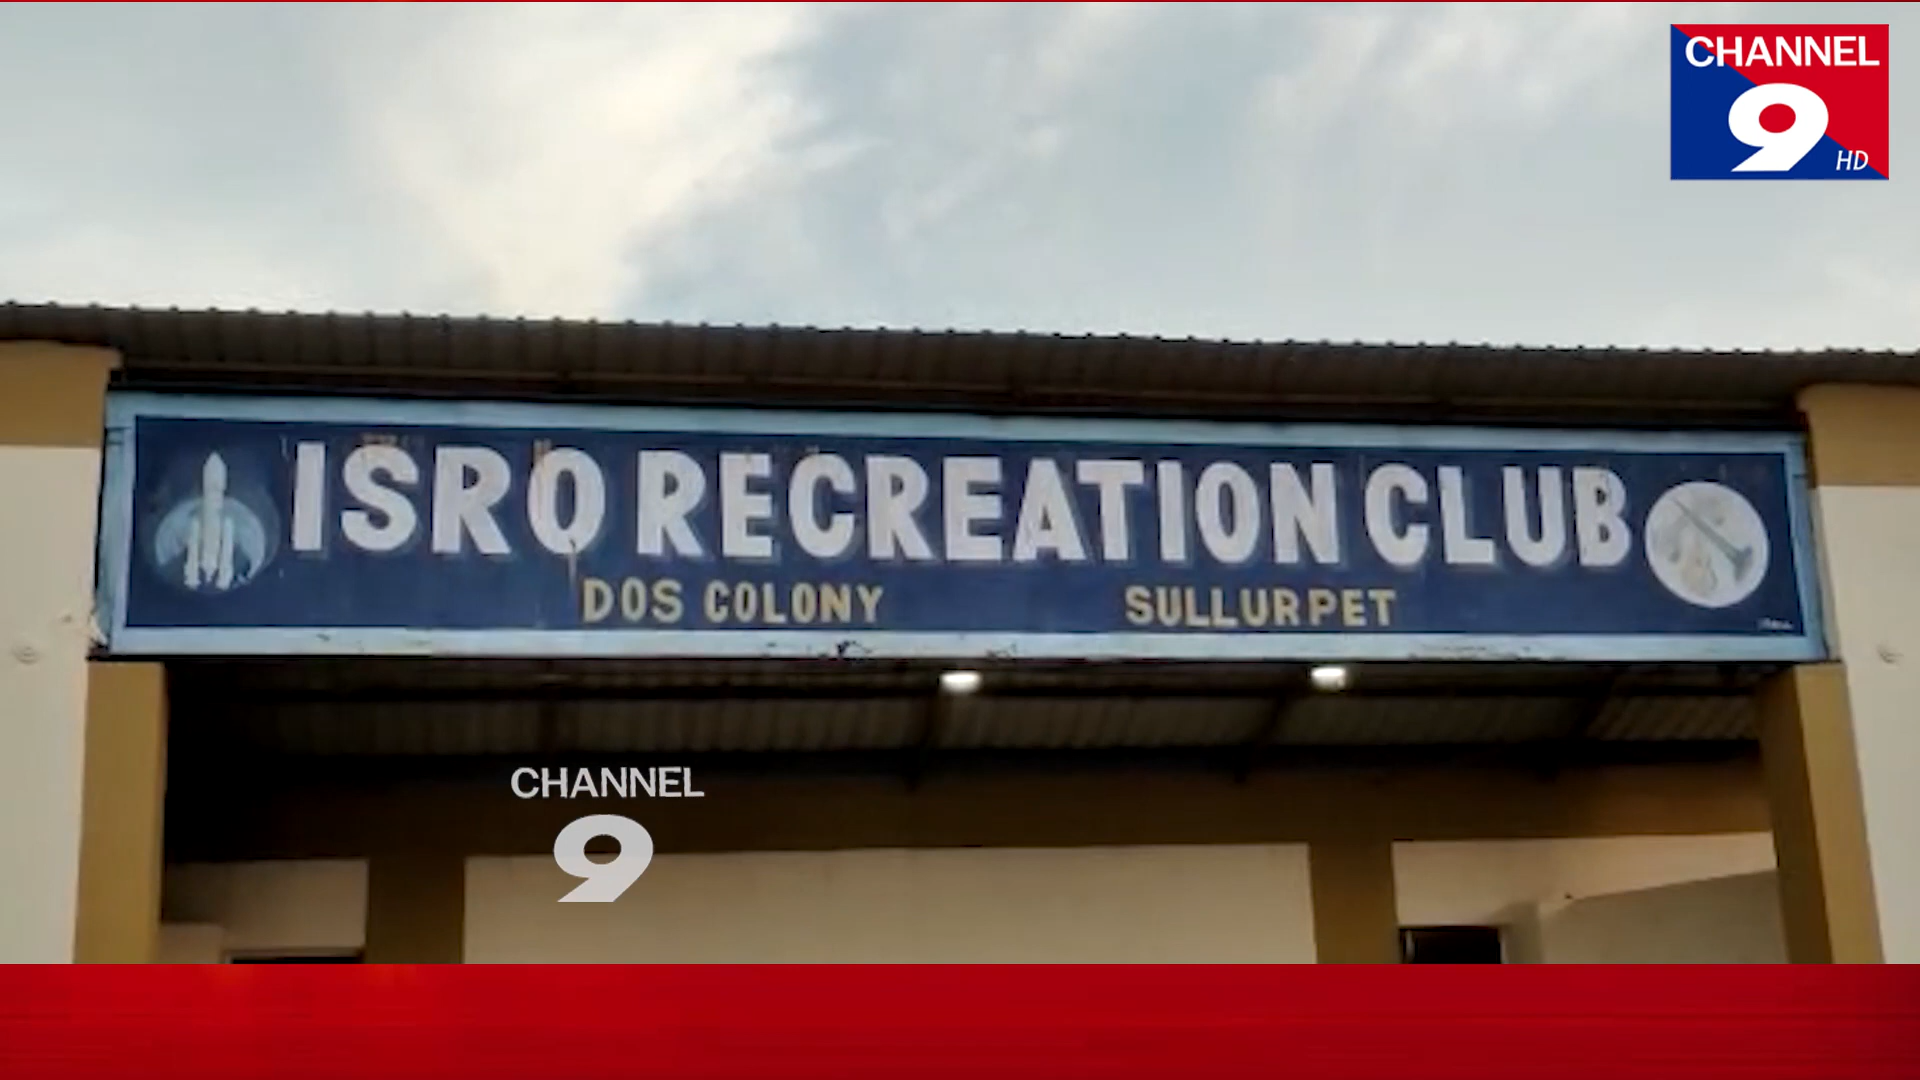 CHANNEL
9
HD
ISRO RECREATION CLUB
DOS COLONY SULLURPET
CHANNEL
9